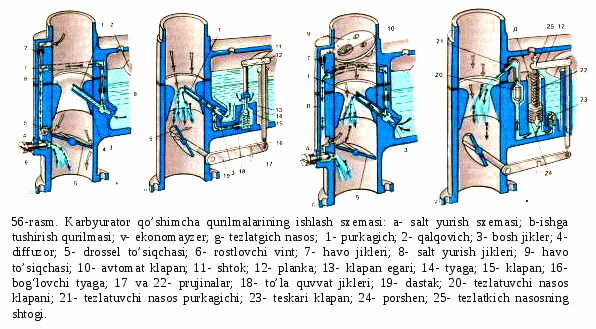 56-rasm. Karbyurator qo’shimcha qurilmalarining ishlash sxemasi: a- salt yurish sxemasi; b-ishga
tushirish qurilmasi; v- ekonomayzer; g- tezlatgich nasos; 1- purkagich; 2- qalqovich; 3- bosh jikler; 4-
diffuzor; 5- drossel to’siqchasi; 6- rostlovchi vint; 7- havo jikleri; 8- salt yurish jikleri; 9- havo
to’siqchasi; 10- avtomat klapan; 11- shtok; 12- planka; 13- klapan egari; 14- tyaga; 15- klapan; 16-
bog’lovchi tyaga; 17 va 22- prujinalar; 18- to’la quvvat jikleri; 19- dastak; 20- tezlatuvchi nasos
klapani; 21- tezlatuvchi nasos purkagichi; 23- teskari klapan; 24- porshen; 25- tezlatkich nasosning
shtogi.